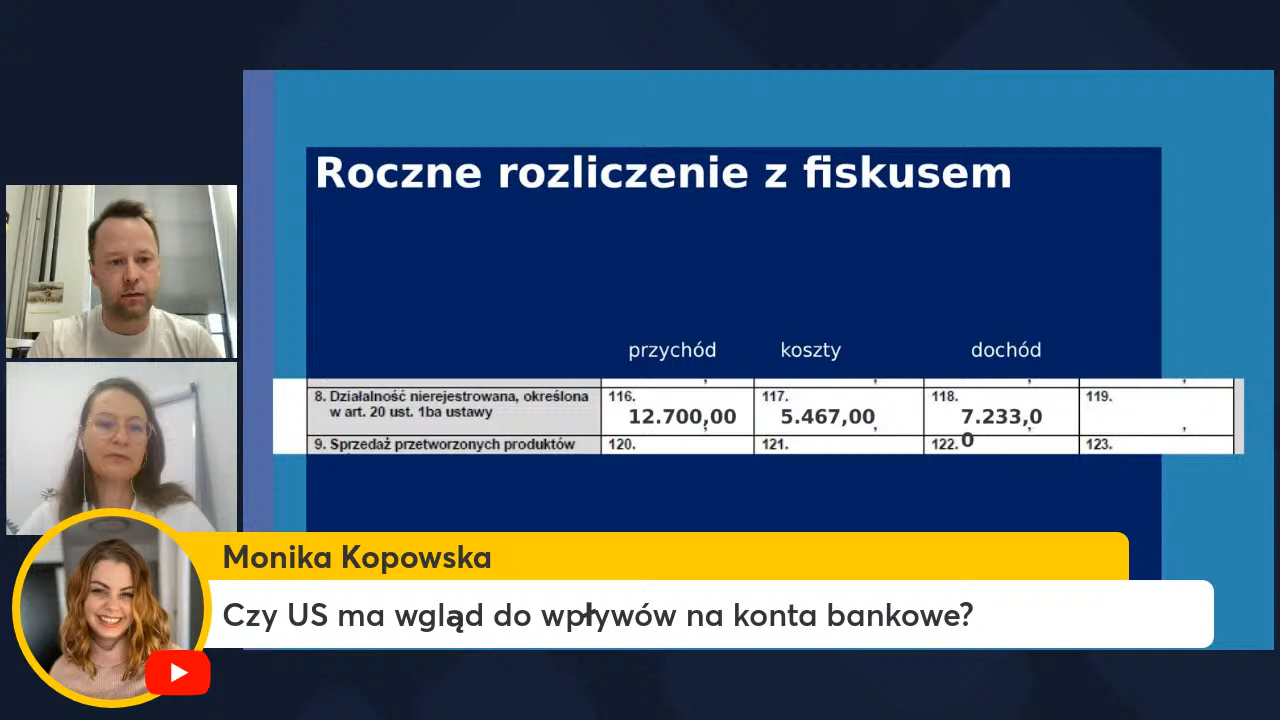 Roczne rozliczenie z fiskusem
przychód koszty dochód
8. Działalność nierejestrowana, określona 116. 117. 118. 119.
w art. 20 ust. 1ba ustawy 12.700,00 5.467,00 7.233,0
0
9. Sprzedaż przetworzonych produktów 120. 121. 122. 123.
Monika Kopowska
Czy US ma wgląd do wpływów na konta bankowe?